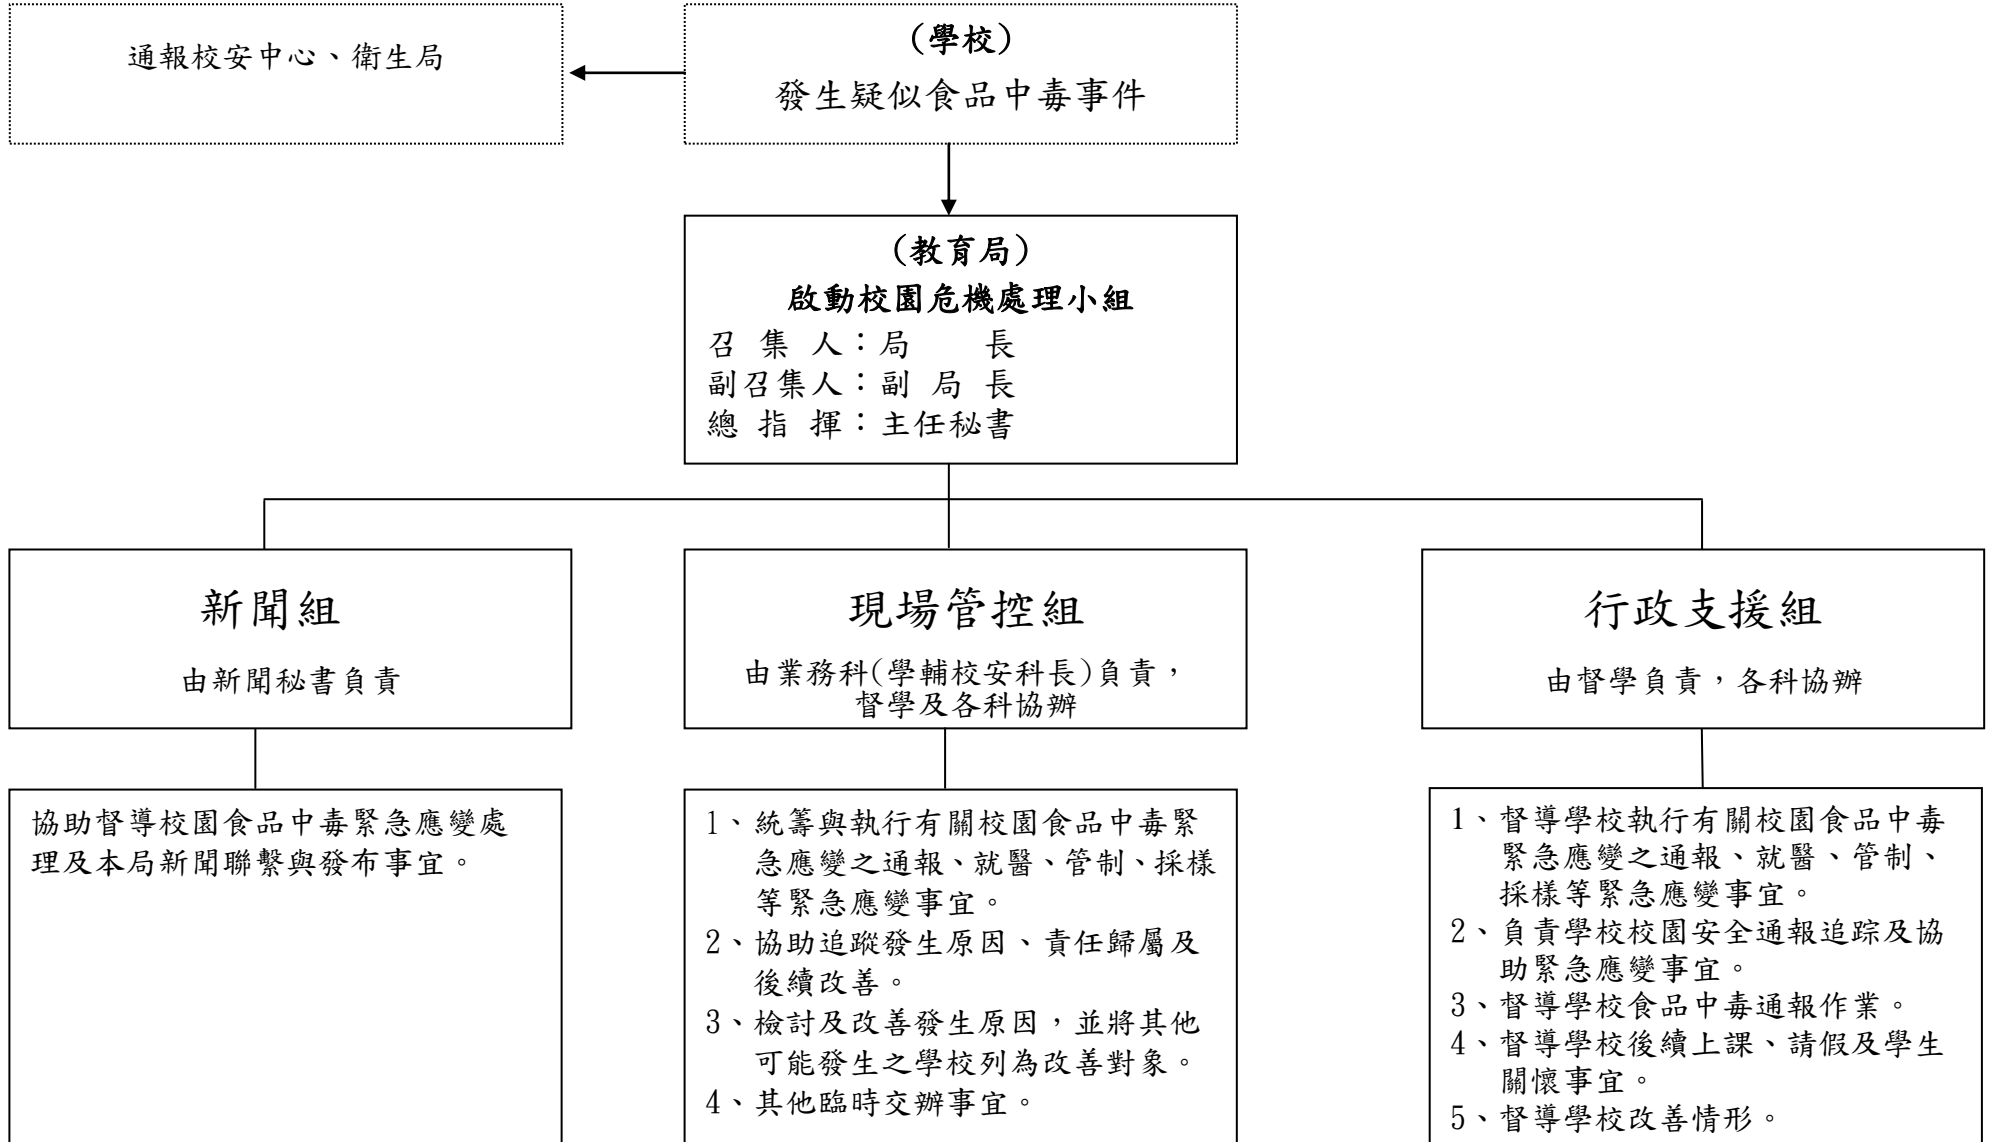 通報校安中心、衛生局
(學校)
發生疑似食品中毒事件
(教育局)
啟動校園危機處理小組
召 集 人：局　　長
副召集人：副 局 長
總 指 揮：主任秘書
新聞組
由新聞秘書負責
現場管控組
由業務科(學輔校安科長)負責，
督學及各科協辦
行政支援組
由督學負責，各科協辦
協助督導校園食品中毒緊急應變處
理及本局新聞聯繫與發布事宜。
1、統籌與執行有關校園食品中毒緊
急應變之通報、就醫、管制、採樣
等緊急應變事宜。
2、協助追蹤發生原因、責任歸屬及
後續改善。
3、檢討及改善發生原因，並將其他
可能發生之學校列為改善對象。
4、其他臨時交辦事宜。
1、督導學校執行有關校園食品中毒
緊急應變之通報、就醫、管制、
採樣等緊急應變事宜。
2、負責學校校園安全通報追踪及協
助緊急應變事宜。
3、督導學校食品中毒通報作業。
4、督導學校後續上課、請假及學生
關懷事宜。
5、督導學校改善情形。